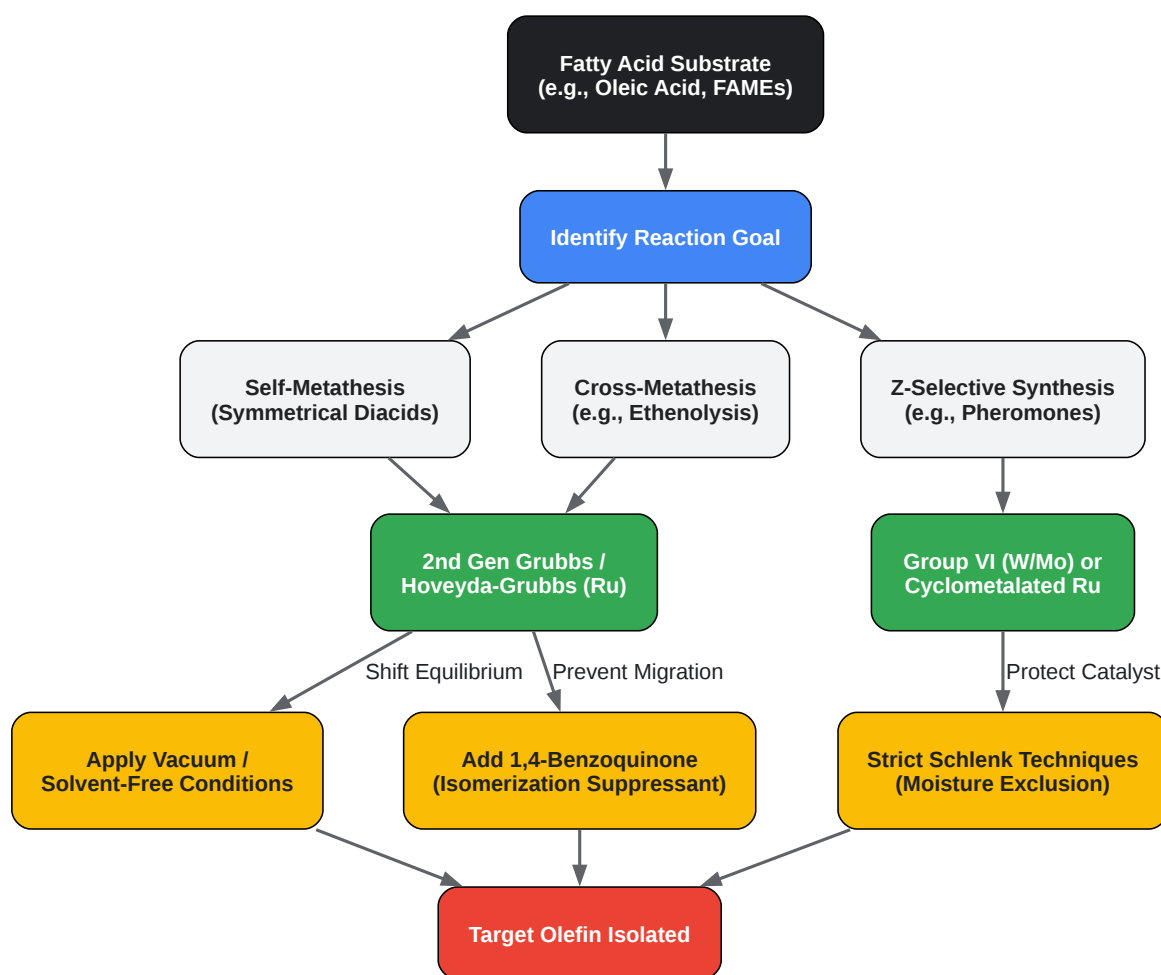 Fatty Acid Substrate
(e.g., Oleic Acid, FAMEs)
Identify Reaction Goal
Self-Metathesis
(Symmetrical Diacids)
Cross-Metathesis
(e.g., Ethenolysis)
Z-Selective Synthesis
(e.g., Pheromones)
2nd Gen Grubbs /
Hoveyda-Grubbs (Ru)
Group VI (W/Mo) or
Cyclometalated Ru
Shift Equilibrium
Prevent Migration
Protect Catalyst
Apply Vacuum /
Solvent-Free Conditions
Add 1,4-Benzoquinone
(Isomerization Suppressant)
Strict Schlenk Techniques
(Moisture Exclusion)
Target Olefin Isolated